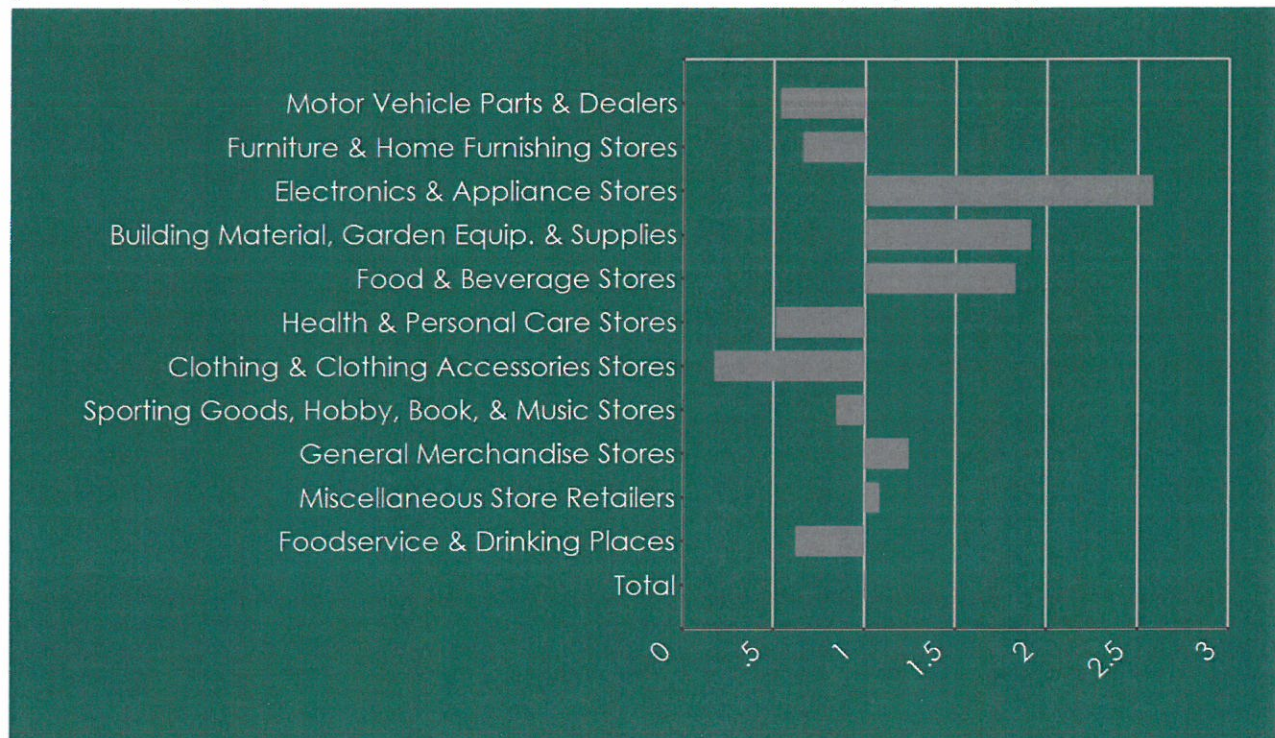 Motor Vehicle Parts & Dealers
Furniture & Home Furnishing Stores
Electronics & Appliance Stores
Building Material, Garden Equip. & Supplies
Food & Beverage Stores
Health & Personal Care Stores
Clothing & Clothing Accessories Stores
Sporting Goods, Hobby, Book, & Music Stores
General Merchandise Stores
Miscellaneous Store Retailers
Foodservice & Drinking Places
Total
0 .5 1 1.5 2 2.5 3